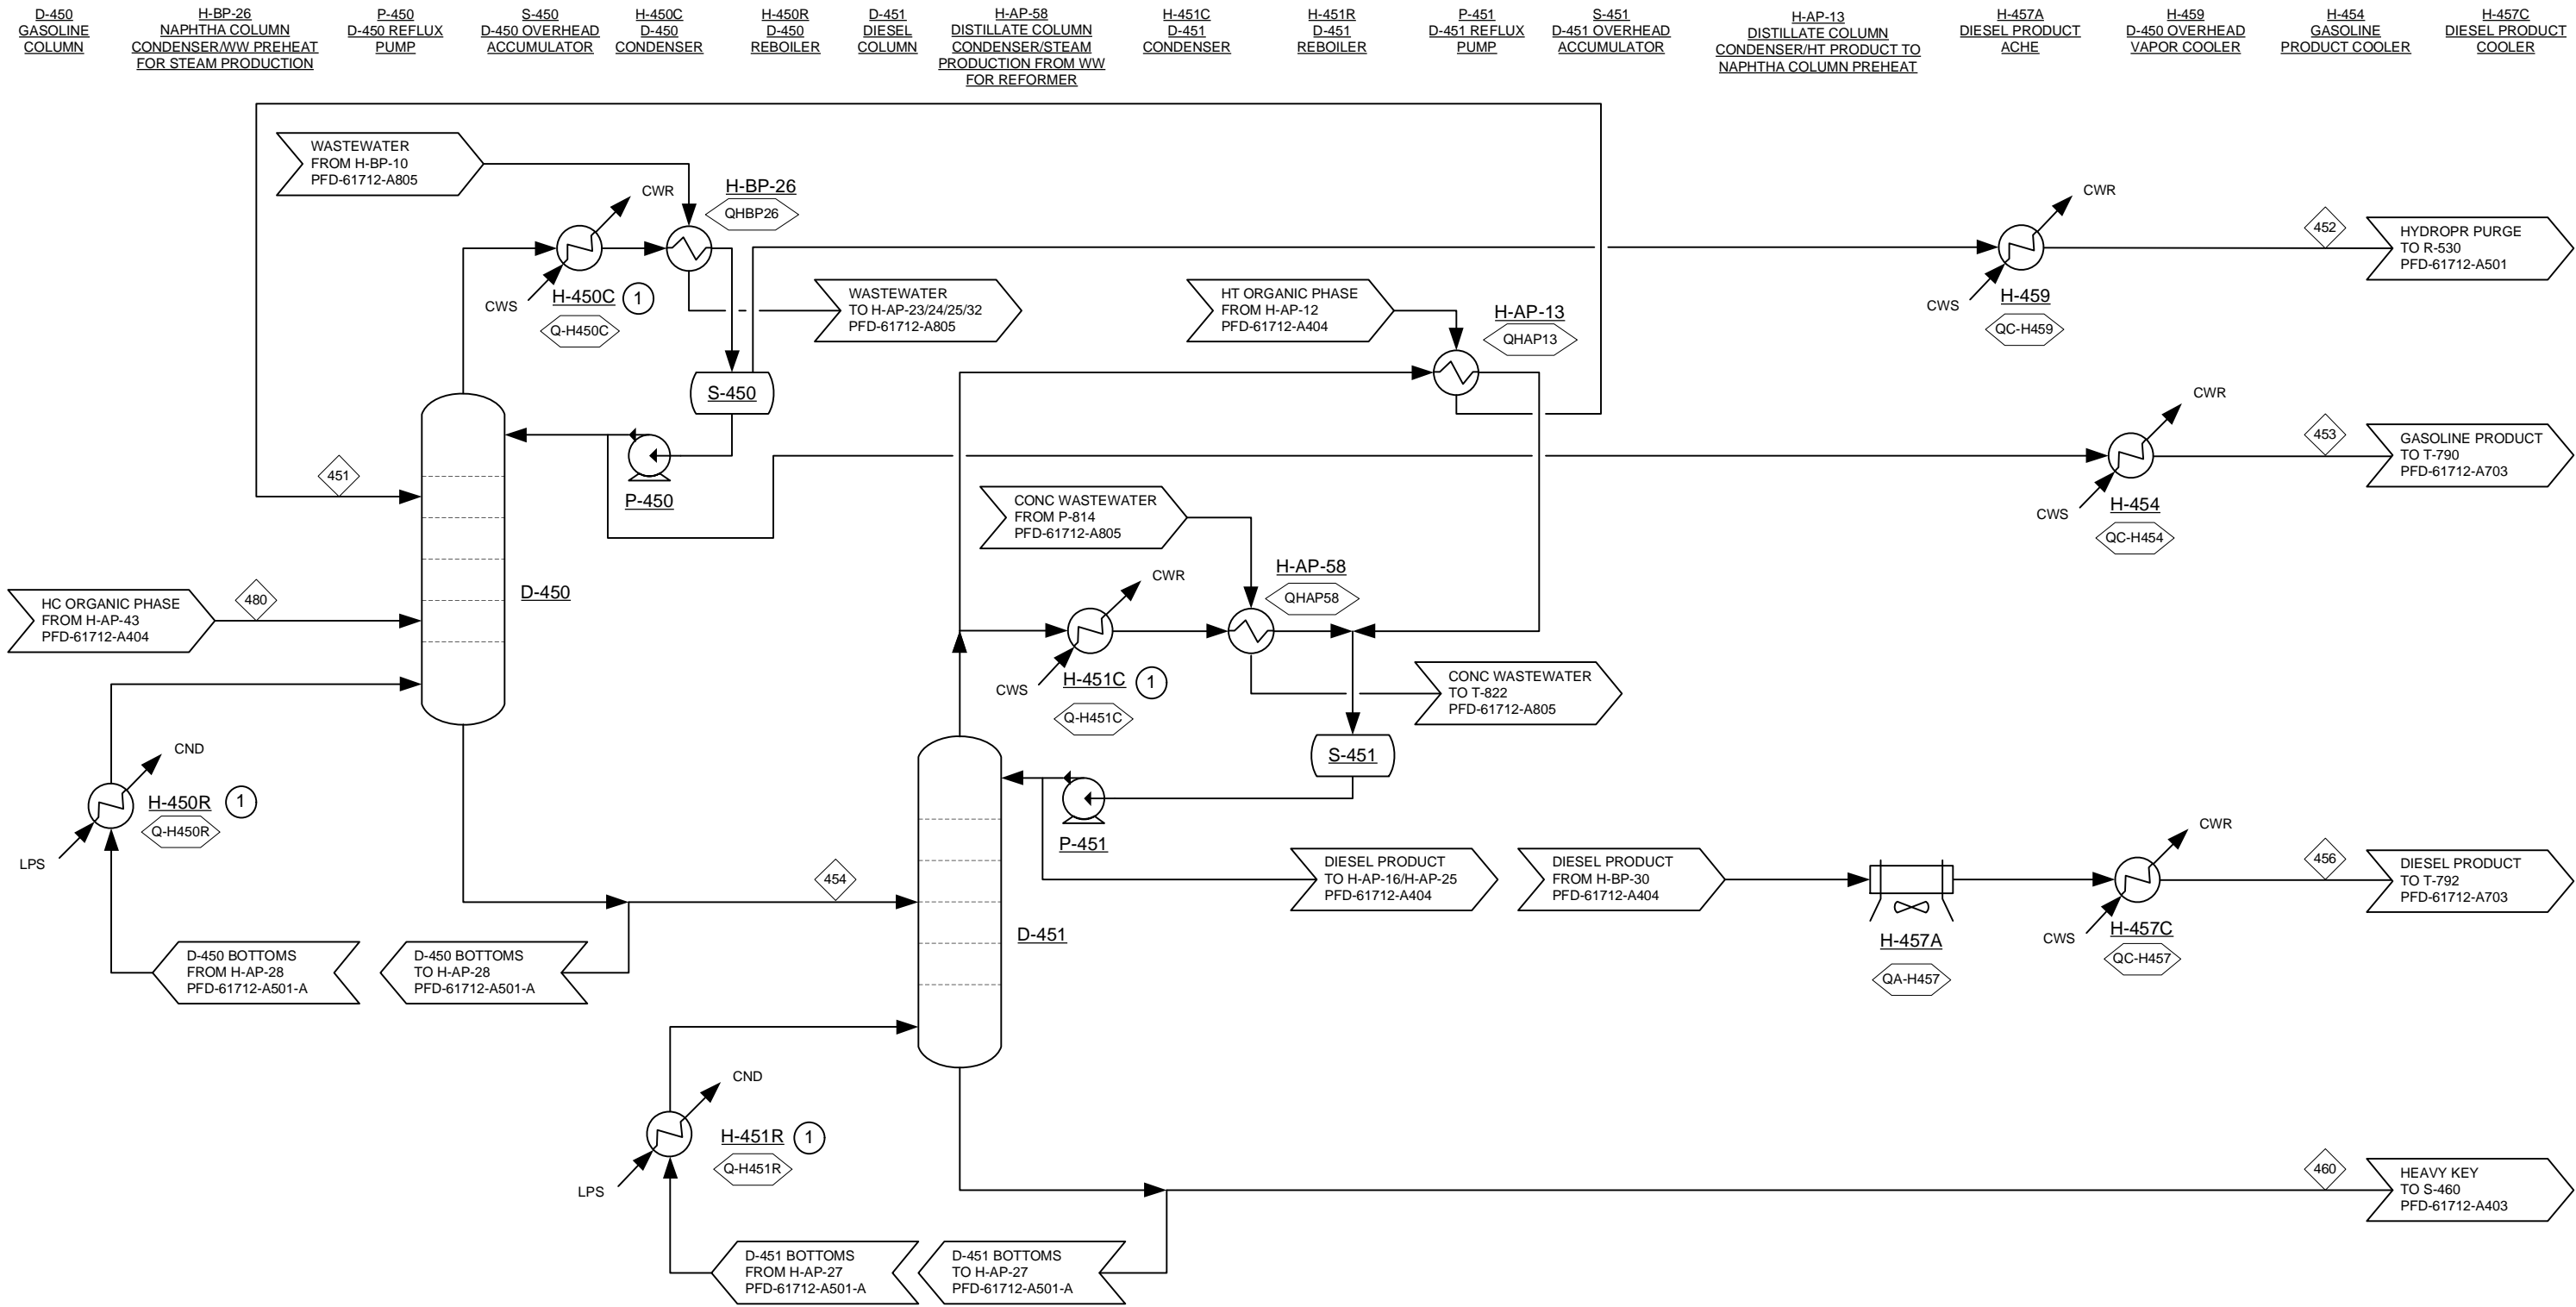 D-450
GASOLINE
COLUMN
H-BP-26
NAPHTHA COLUMN
CONDENSER/WW PREHEAT
FOR STEAM PRODUCTION
P-450
D-450 REFLUX
PUMP
S-450
D-450 OVERHEAD
ACCUMULATOR
H-450C
D-450
CONDENSER
H-450R
D-450
REBOILER
D-451
DIESEL
COLUMN
H-AP-58
DISTILLATE COLUMN
CONDENSER/STEAM
PRODUCTION FROM WW
FOR REFORMER
H-451C
D-451
CONDENSER
H-451R
D-451
REBOILER
P-451
D-451 REFLUX
PUMP
S-451
D-451 OVERHEAD
ACCUMULATOR
H-AP-13
DISTILLATE COLUMN
CONDENSER/HT PRODUCT TO
NAPHTHA COLUMN PREHEAT
H-457A
DIESEL PRODUCT
ACHE
H-459
D-450 OVERHEAD
VAPOR COOLER
H-454
GASOLINE
PRODUCT COOLER
H-457C
DIESEL PRODUCT
COOLER
WASTEWATER
FROM H-BP-10
PFD-61712-A805
CWR
H-BP-26
QHBP26
CWS
H-450C
1
Q-H450C
WASTEWATER
TO H-AP-23/24/25/32
PFD-61712-A805
HT ORGANIC PHASE
FROM H-AP-12
PFD-61712-A404
H-AP-13
QHAP13
CWR
CWS
H-459
QC-H459
452
HYDROPR PURGE
TO R-530
PFD-61712-A501
S-450
P-450
451
CWR
CWS
H-454
QC-H454
453
GASOLINE PRODUCT
TO T-790
PFD-61712-A703
CONC WASTEWATER
FROM P-814
PFD-61712-A805
HC ORGANIC PHASE
FROM H-AP-43
PFD-61712-A404
480
D-450
CWR
H-AP-58
QHAP58
CWS
H-451C
1
Q-H451C
CONC WASTEWATER
TO T-822
PFD-61712-A805
CND
H-450R
1
Q-H450R
LPS
S-451
P-451
454
DIESEL PRODUCT
TO H-AP-16/H-AP-25
PFD-61712-A404
DIESEL PRODUCT
FROM H-BP-30
PFD-61712-A404
H-457A
QA-H457
CWR
CWS
H-457C
QC-H457
456
DIESEL PRODUCT
TO T-792
PFD-61712-A703
D-450 BOTTOMS
FROM H-AP-28
PFD-61712-A501-A
D-450 BOTTOMS
TO H-AP-28
PFD-61712-A501-A
D-451
CND
H-451R
1
Q-H451R
LPS
460
HEAVY KEY
TO S-460
PFD-61712-A403
D-451 BOTTOMS
FROM H-AP-27
PFD-61712-A501-A
D-451 BOTTOMS
TO H-AP-27
PFD-61712-A501-A